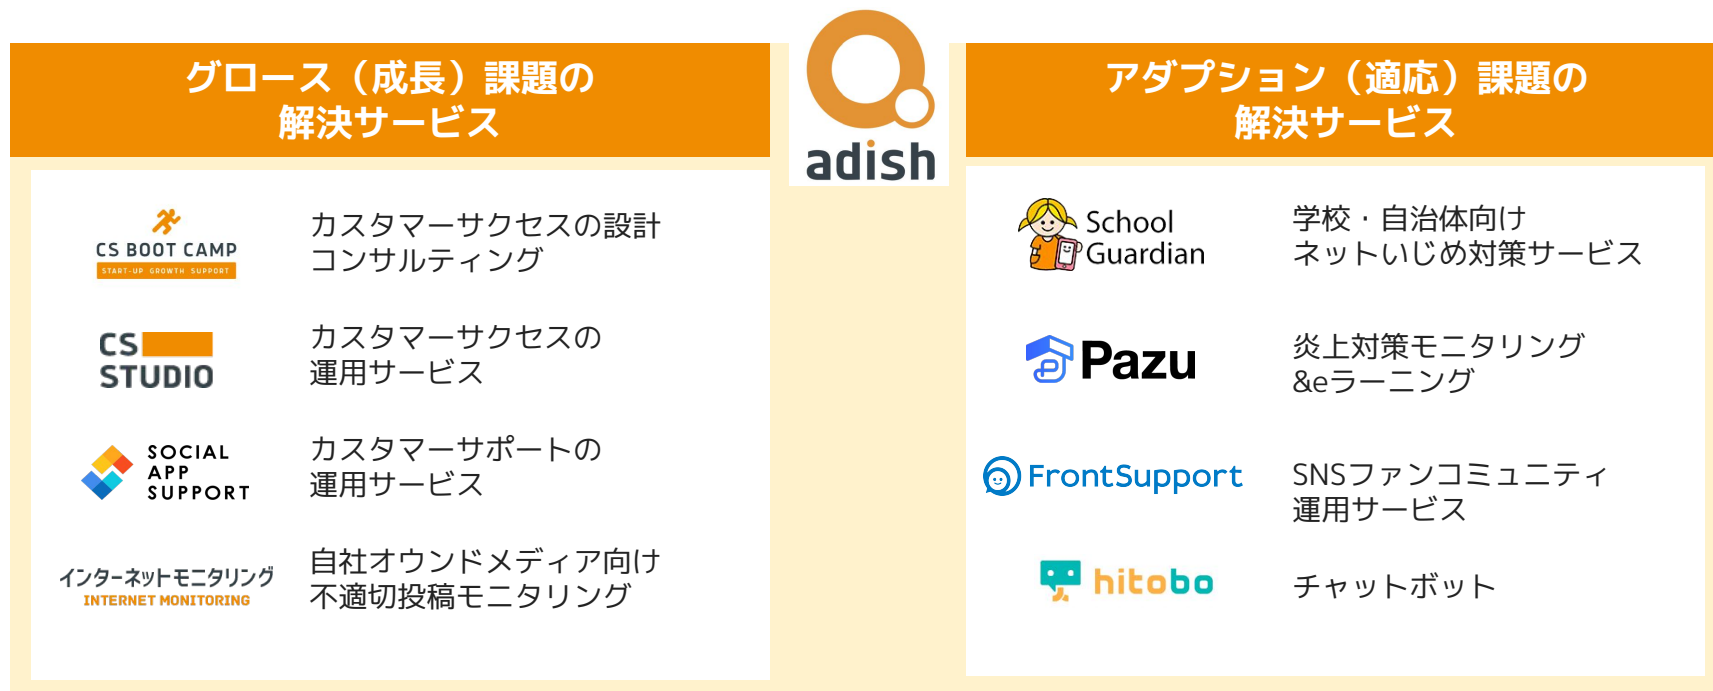 グロース（成長）課題の
解決サービス
CS BOOT CAMP
START-UP GROWTH SUPPORT
カスタマーサクセスの設計
コンサルティング
CS
STUDIO
カスタマーサクセスの
運用サービス
SOCIAL
APP
SUPPORT
カスタマーサポートの
運用サービス
インターネットモニタリング
INTERNET MONITORING
自社オウンドメディア向け
不適切投稿モニタリング
adish
アダプション（適応）課題の
解決サービス
School
Guardian
学校・自治体向け
ネットいじめ対策サービス
Pazu
炎上対策モニタリング
&eラーニング
FrontSupport
SNSファンコミュニティ
運用サービス
hitobo
チャットボット